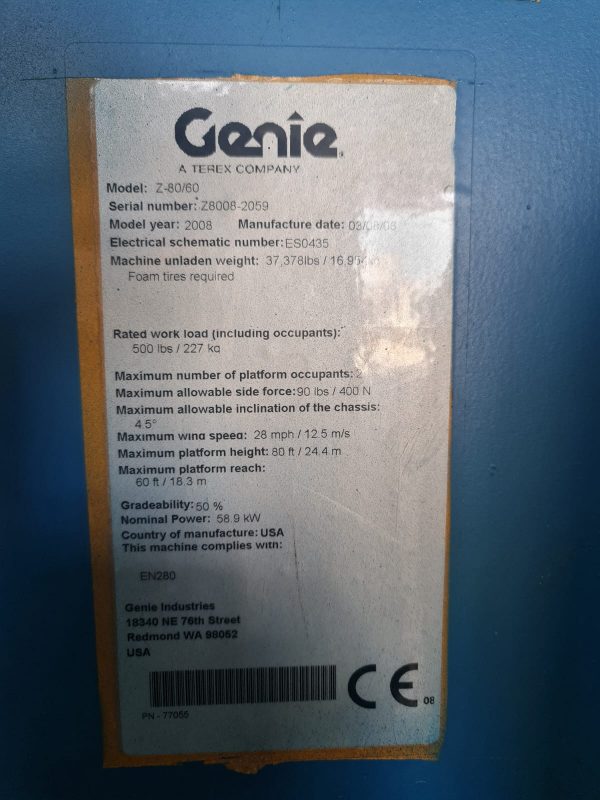 Genie
A TEREX COMPANY
Model: Z-80/60
Serial number: Z8008-2059
Model year: 2008 Manufacture date:
Electrical schematic number: ES0435
Machine unladen weight: 37,378lbs /
Foam tires required
Rated work load (including occupants):
500 lbs / 227 kg
Maximum number of platform occupants: 2
Maximum allowable side force: 90 lbs / 400 N
Maximum allowable inclination of the chassis:
4.5°
Maximum wind speed: 28 mph / 12.5 m/s
Maximum platform height: 80 ft / 24.4 m
Maximum platform reach:
60 ft / 18.3 m
Gradeability: 50 %
Nominal Power: 58.9 kW
Country of manufacture: USA
This machine complies with:
EN280
Genie Industries
18340 NE 76th Street
Redmond WA 98052
USA
CE 08
PN - 77055